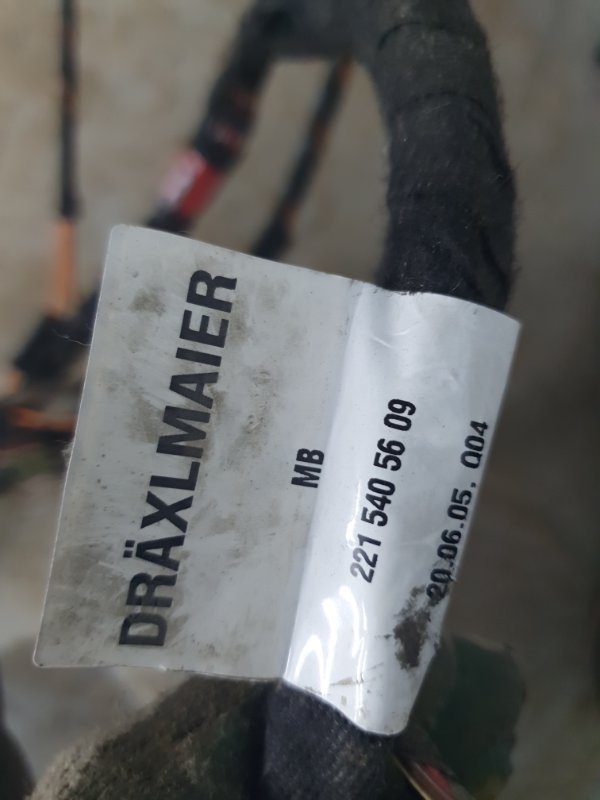 DRÄXLMAIER
MB
221 540 56 09
20.06.05. Q04